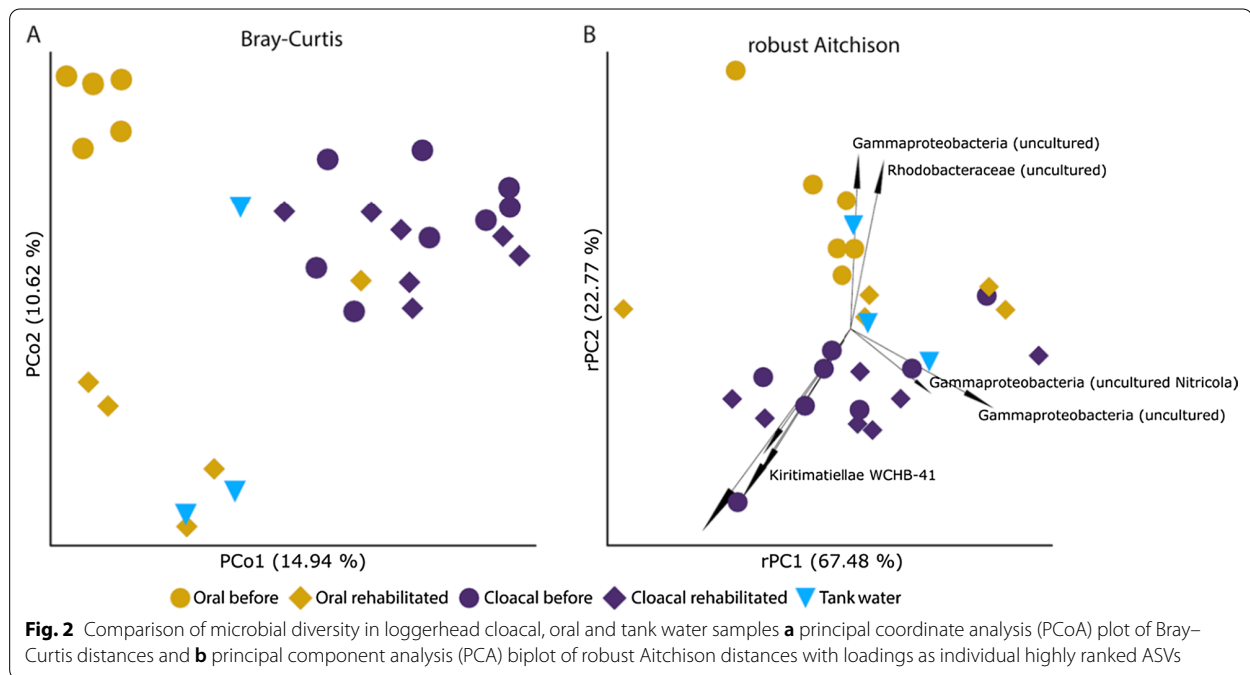 A
Bray-Curtis
PCo2 (10.62 %)
PCo1 (14.94 %)
B
robust Aitchison
rPC2 (22.77 %)
Gammaproteobacteria (uncultured)
Rhodobacteraceae (uncultured)
Gammaproteobacteria (uncultured Nitricola)
Gammaproteobacteria (uncultured)
Kiritimatiellae WCHB-41
rPC1 (67.48 %)
Oral before Oral rehabilitated Cloacal before Cloacal rehabilitated Tank water
Fig. 2 Comparison of microbial diversity in loggerhead cloacal, oral and tank water samples a principal coordinate analysis (PCoA) plot of Bray–
Curtis distances and b principal component analysis (PCA) biplot of robust Aitchison distances with loadings as individual highly ranked ASVs